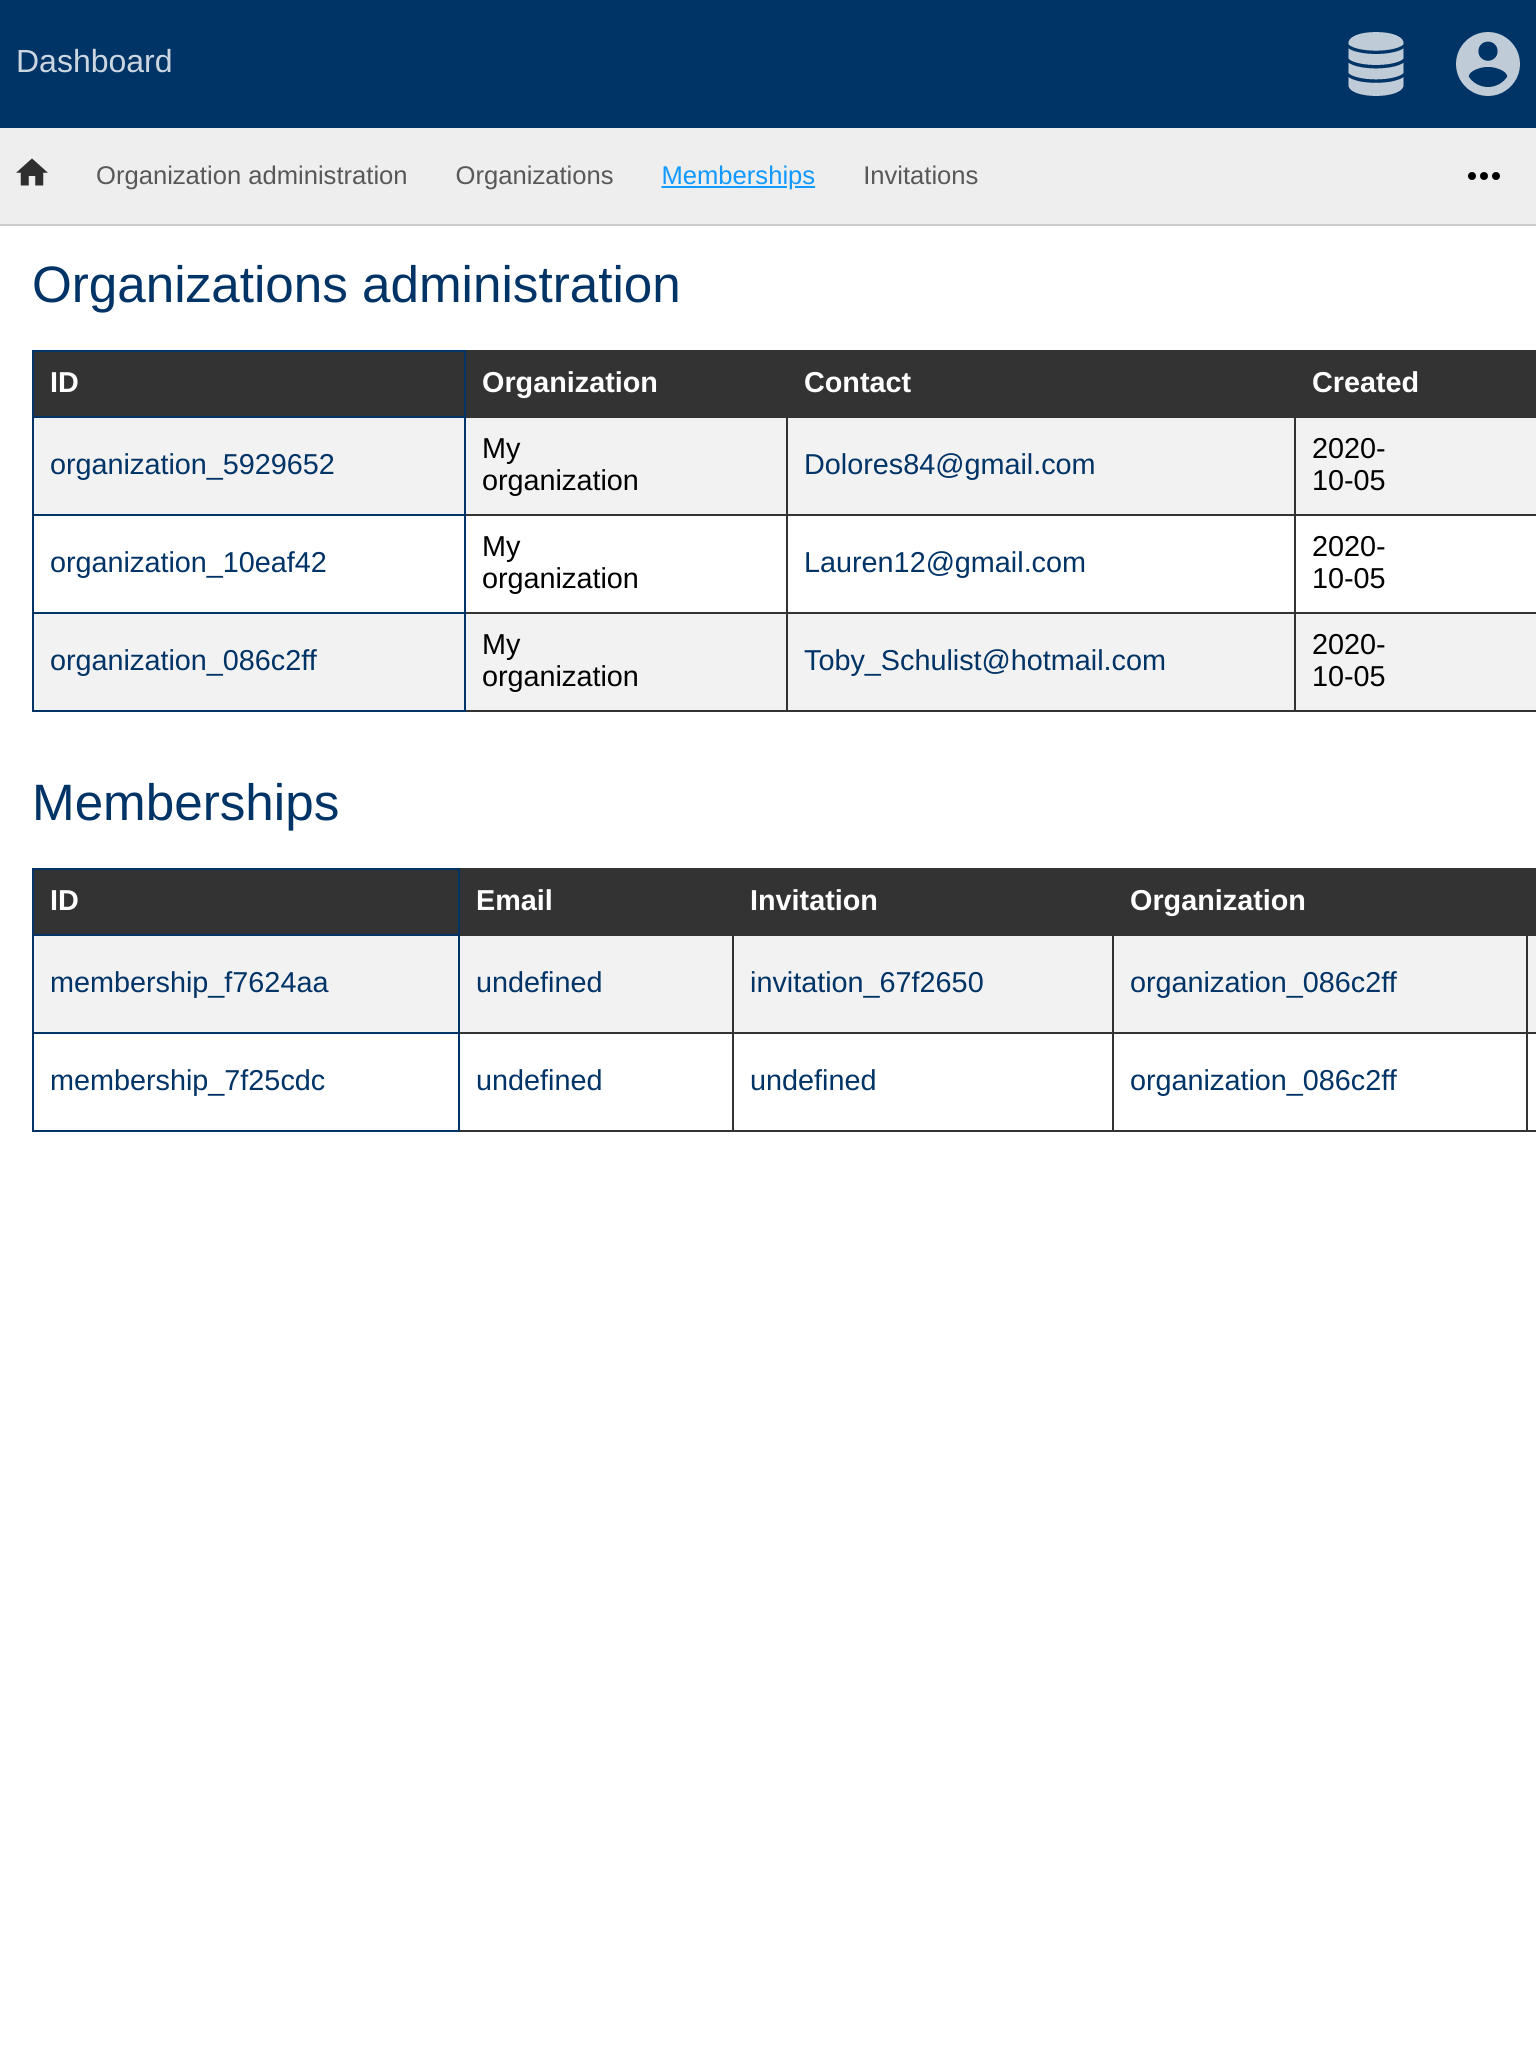 Dashboard
Organization administration Organizations Memberships Invitations
Organizations administration
ID Organization Contact Created
organization_5929652 My organization Dolores84@gmail.com 2020-10-05
organization_10eaf42 My organization Lauren12@gmail.com 2020-10-05
organization_086c2ff My organization Toby_Schulist@hotmail.com 2020-10-05
Memberships
ID Email Invitation Organization
membership_f7624aa undefined invitation_67f2650 organization_086c2ff
membership_7f25cdc undefined undefined organization_086c2ff